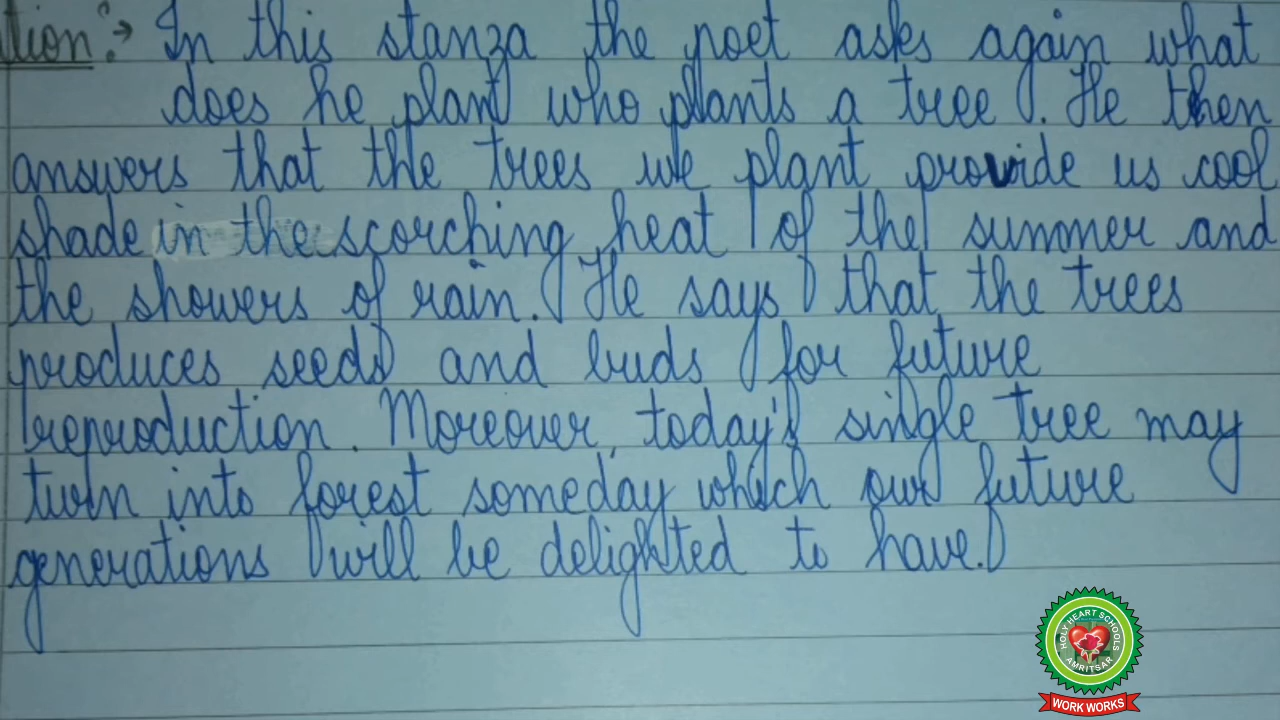 tion:→ In this stanza the poet asks again what
does he plant who plants a tree. He then
answers that the trees we plant provide us cool
shade in the scorching heat of the summer and
the showers of rain. He says that the trees
produces seeds and buds for future
reproduction. Moreover, today's single tree may
turn into forest someday which our future
generations will be delighted to have.
HOLY HEART SCHOOLS
AMRITSAR
WORK WORKS